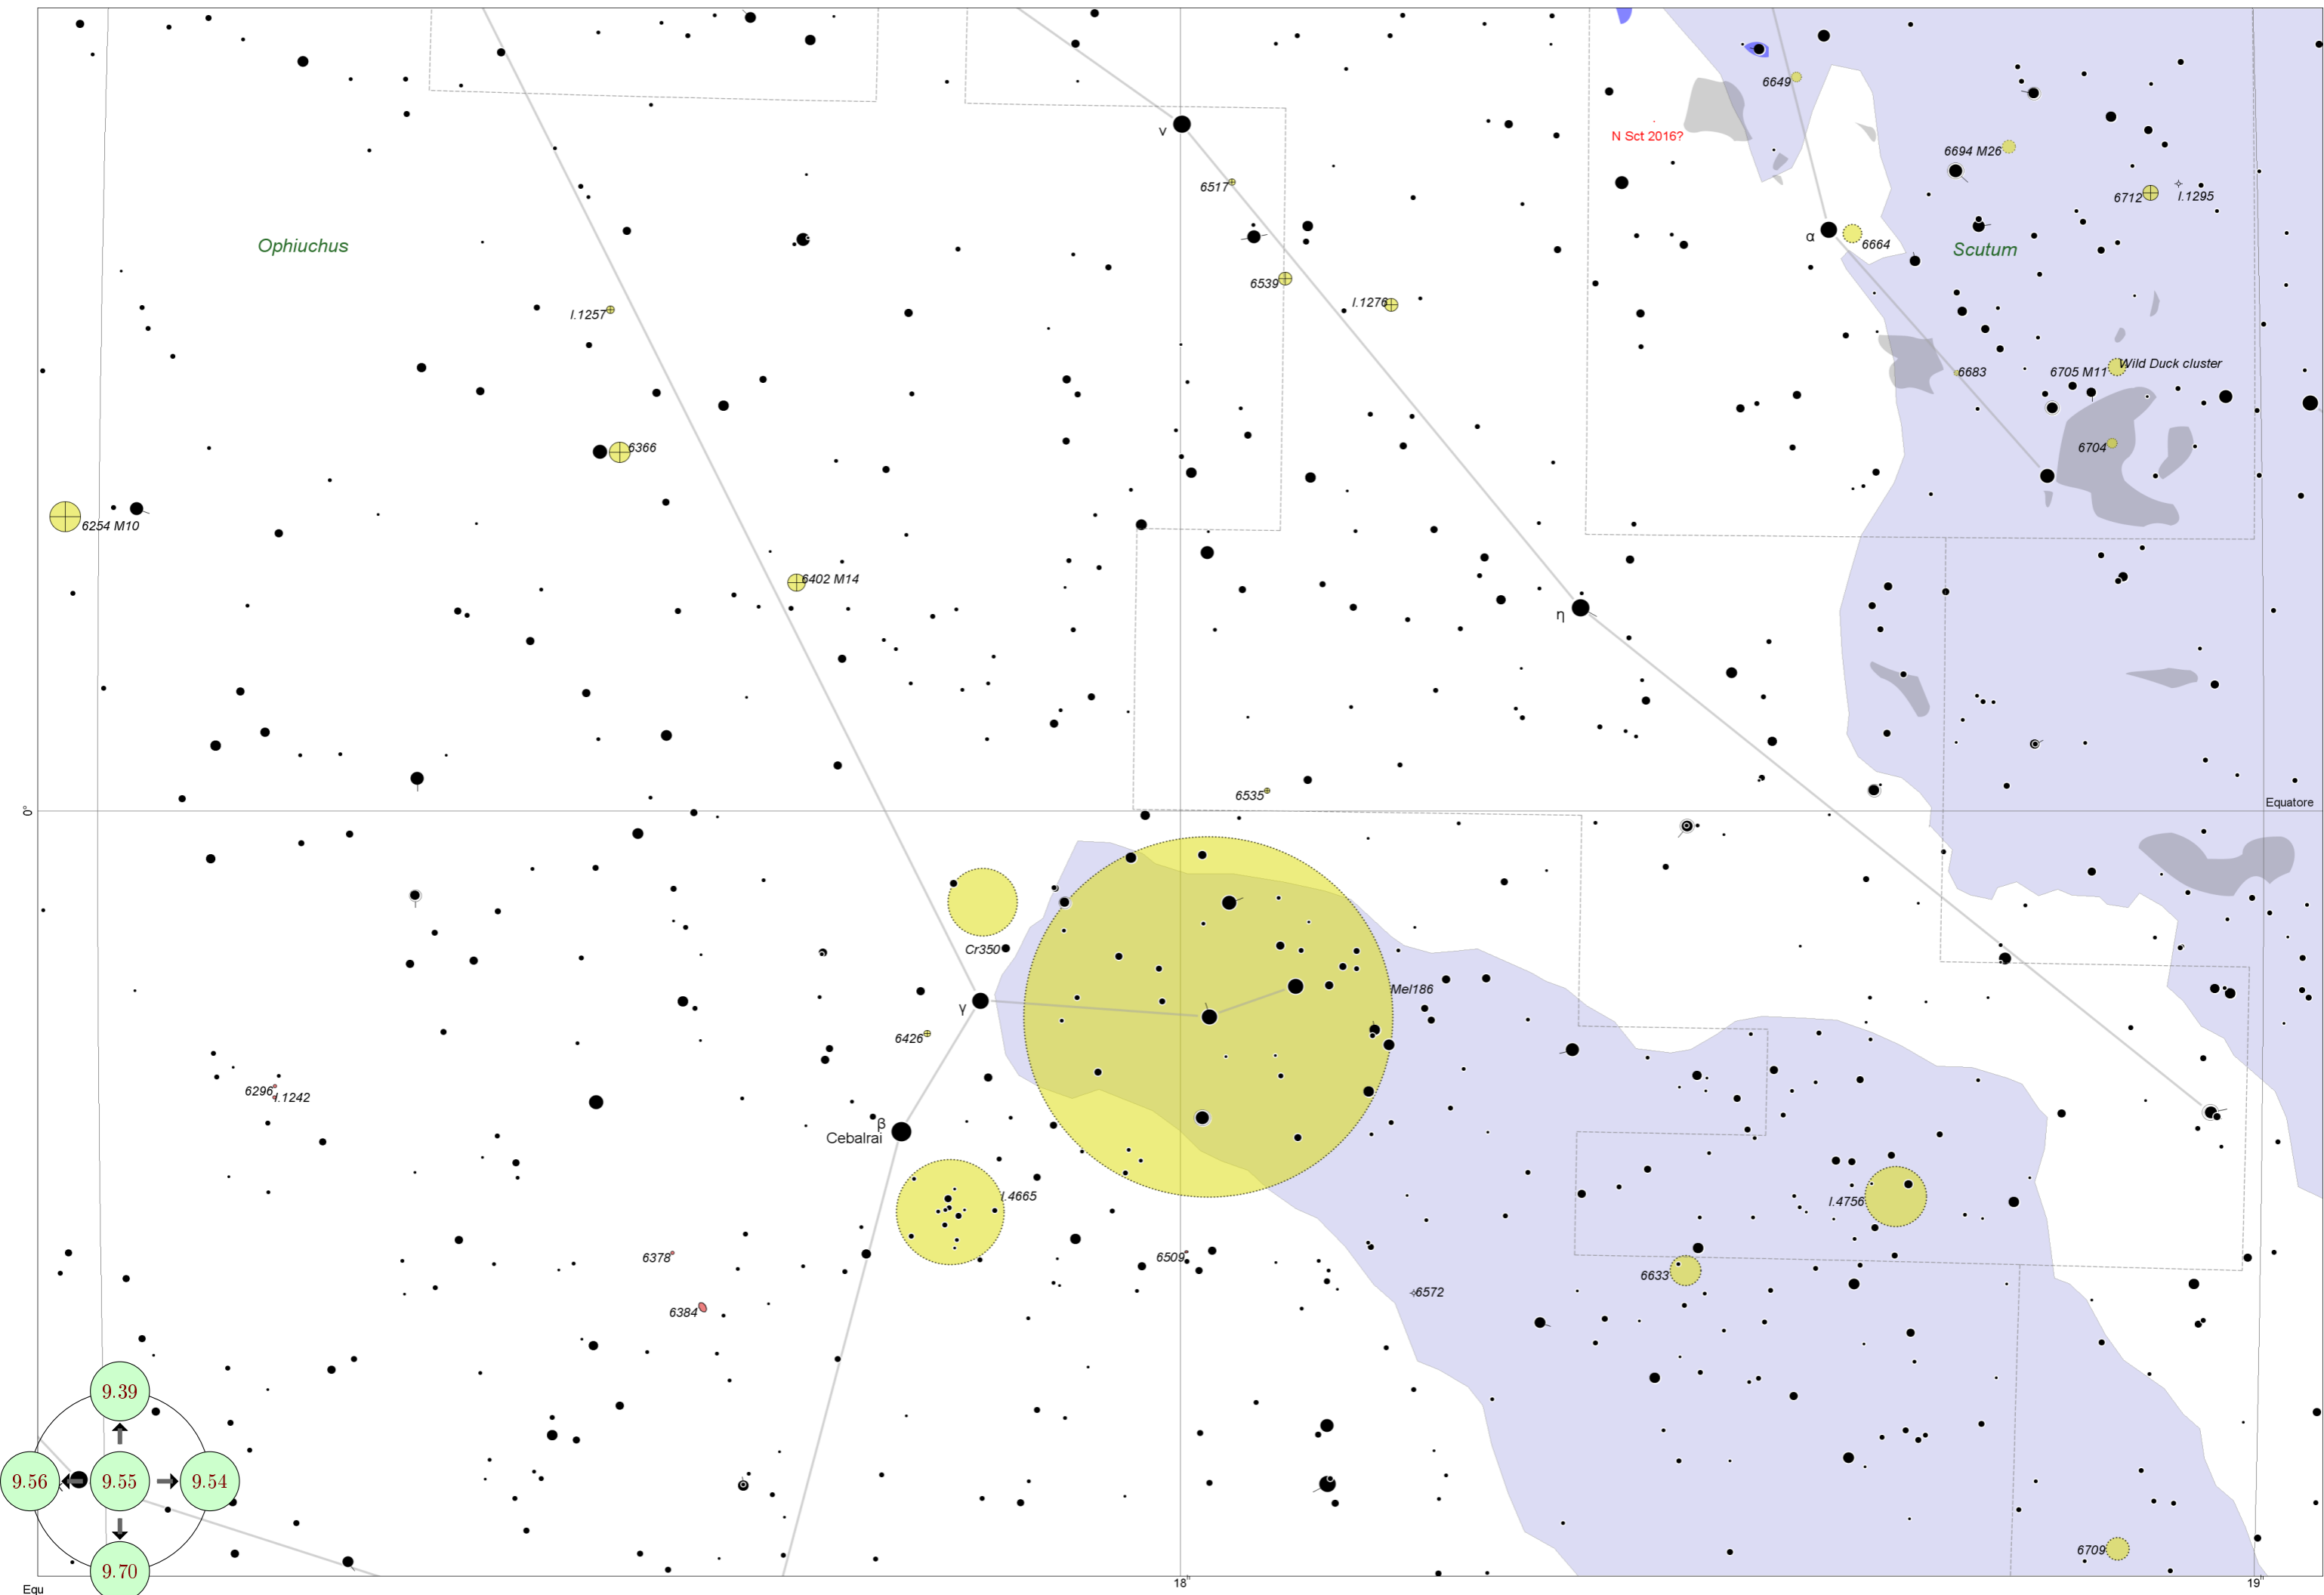 6649
ν
N Sct 2016?
6694 M26
6517
6712
I.1295
α
6664
Ophiuchus
Scutum
6539
I.1276
I.1257
6705 M11
Wild Duck cluster
6683
6366
6704
6254 M10
6402 M14
η
6535
0°
Equatore
Cr350
Mel186
γ
6426
6296
I.1242
β
Cebalrai
I.4665
I.4756
6378
6509
6633
6384
6572
9.39
9.56
9.55
9.54
6709
9.70
18h
19h
Equ